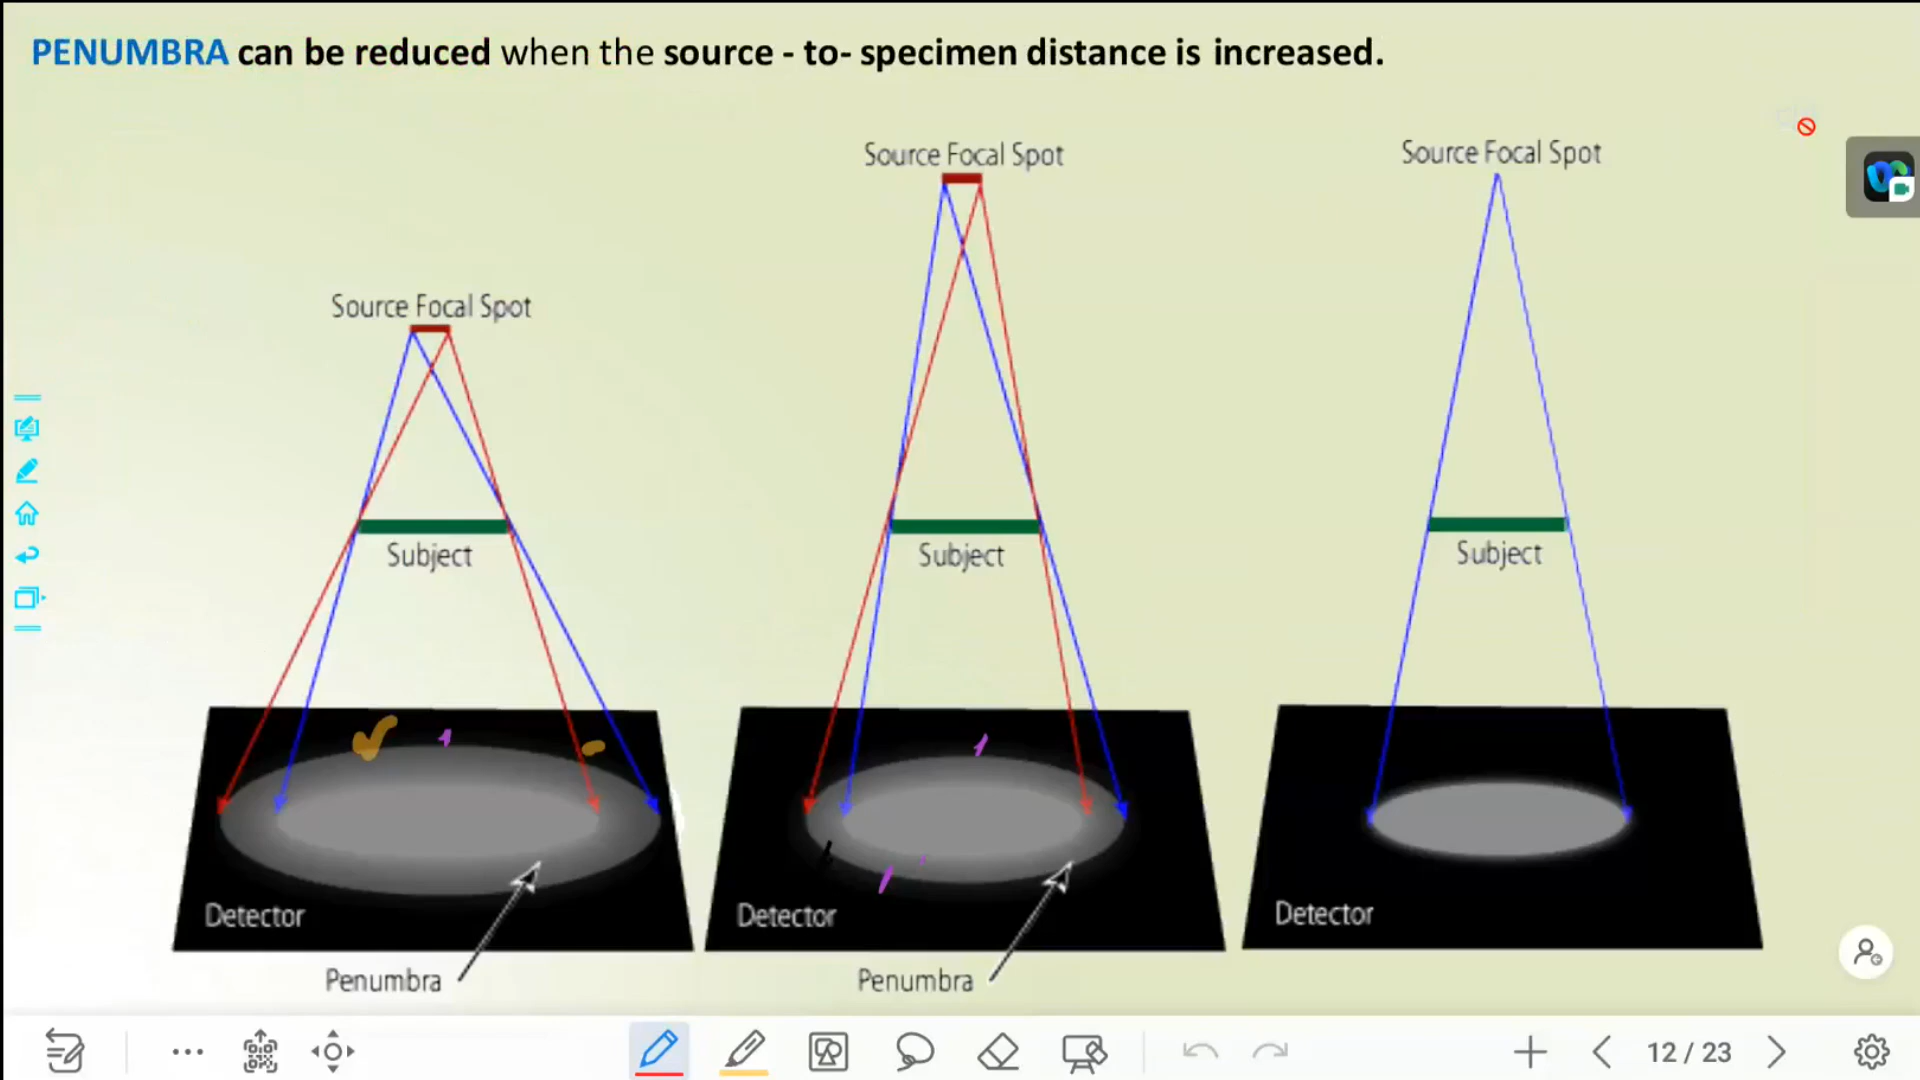 PENUMBRA can be reduced when the source - to- specimen distance is increased.
Source Focal Spot
Source Focal Spot
Source Focal Spot
Subject
Subject
Subject
Detector
Detector
Detector
Penumbra
Penumbra
12 / 23